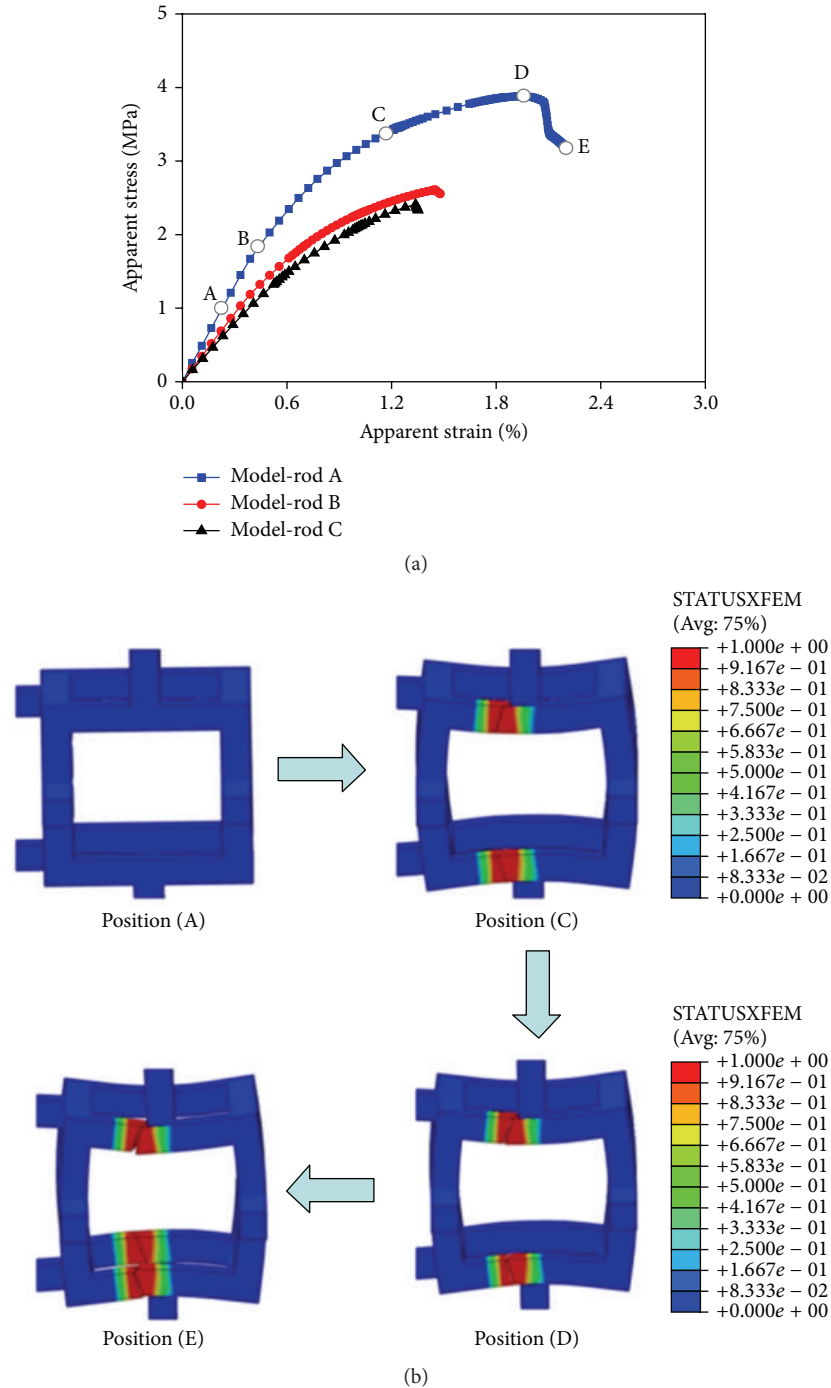 5
4
3
2
1
0
Apparent stress (MPa)
A
B
C
D
E
0.0 0.6 1.2 1.8 2.4 3.0
Apparent strain (%)
Model-rod A
Model-rod B
Model-rod C
(a)
STATUSXFEM
(Avg: 75%)
+1.000e + 00
+9.167e − 01
+8.333e − 01
+7.500e − 01
+6.667e − 01
+5.833e − 01
+5.000e − 01
+4.167e − 01
+3.333e − 01
+2.500e − 01
+1.667e − 01
+8.333e − 02
+0.000e + 00
Position (A)
Position (C)
STATUSXFEM
(Avg: 75%)
+1.000e + 00
+9.167e − 01
+8.333e − 01
+7.500e − 01
+6.667e − 01
+5.833e − 01
+5.000e − 01
+4.167e − 01
+3.333e − 01
+2.500e − 01
+1.667e − 01
+8.333e − 02
+0.000e + 00
Position (E)
Position (D)
(b)